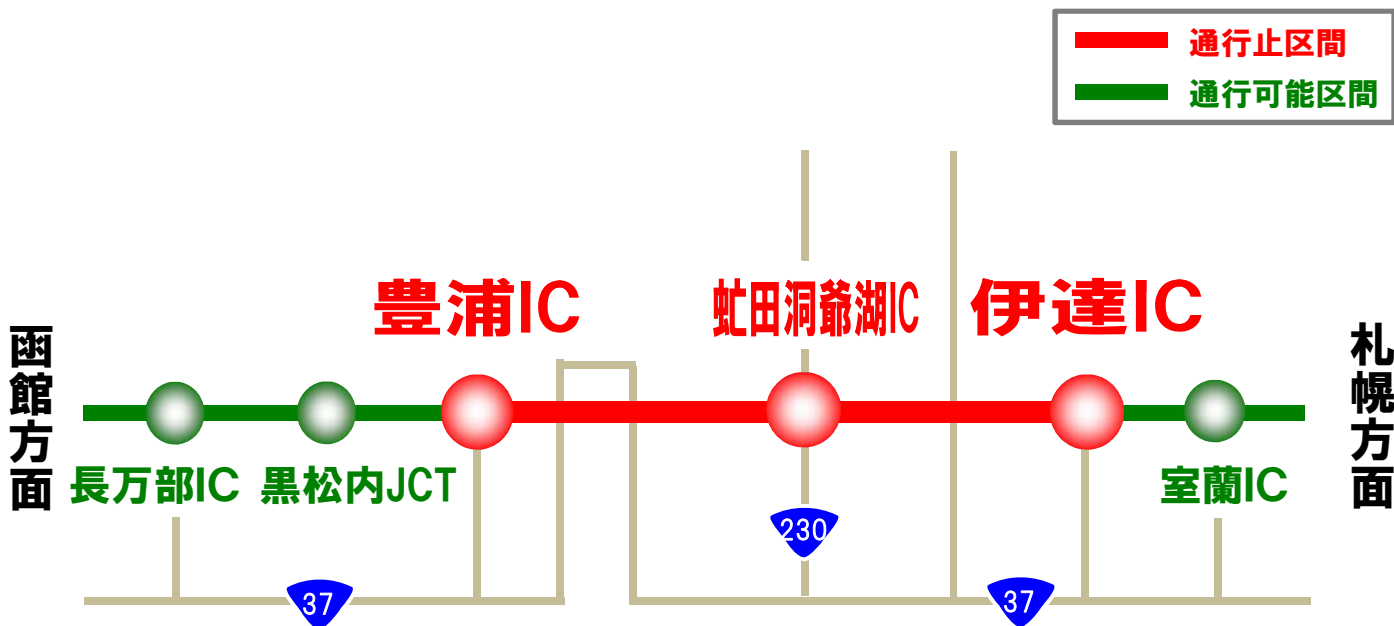 通行止区間
通行可能区間
豊浦IC
虻田洞爺湖IC
伊達IC
函館方面
札幌方面
長万部IC
黒松内JCT
室蘭IC
230
37
37